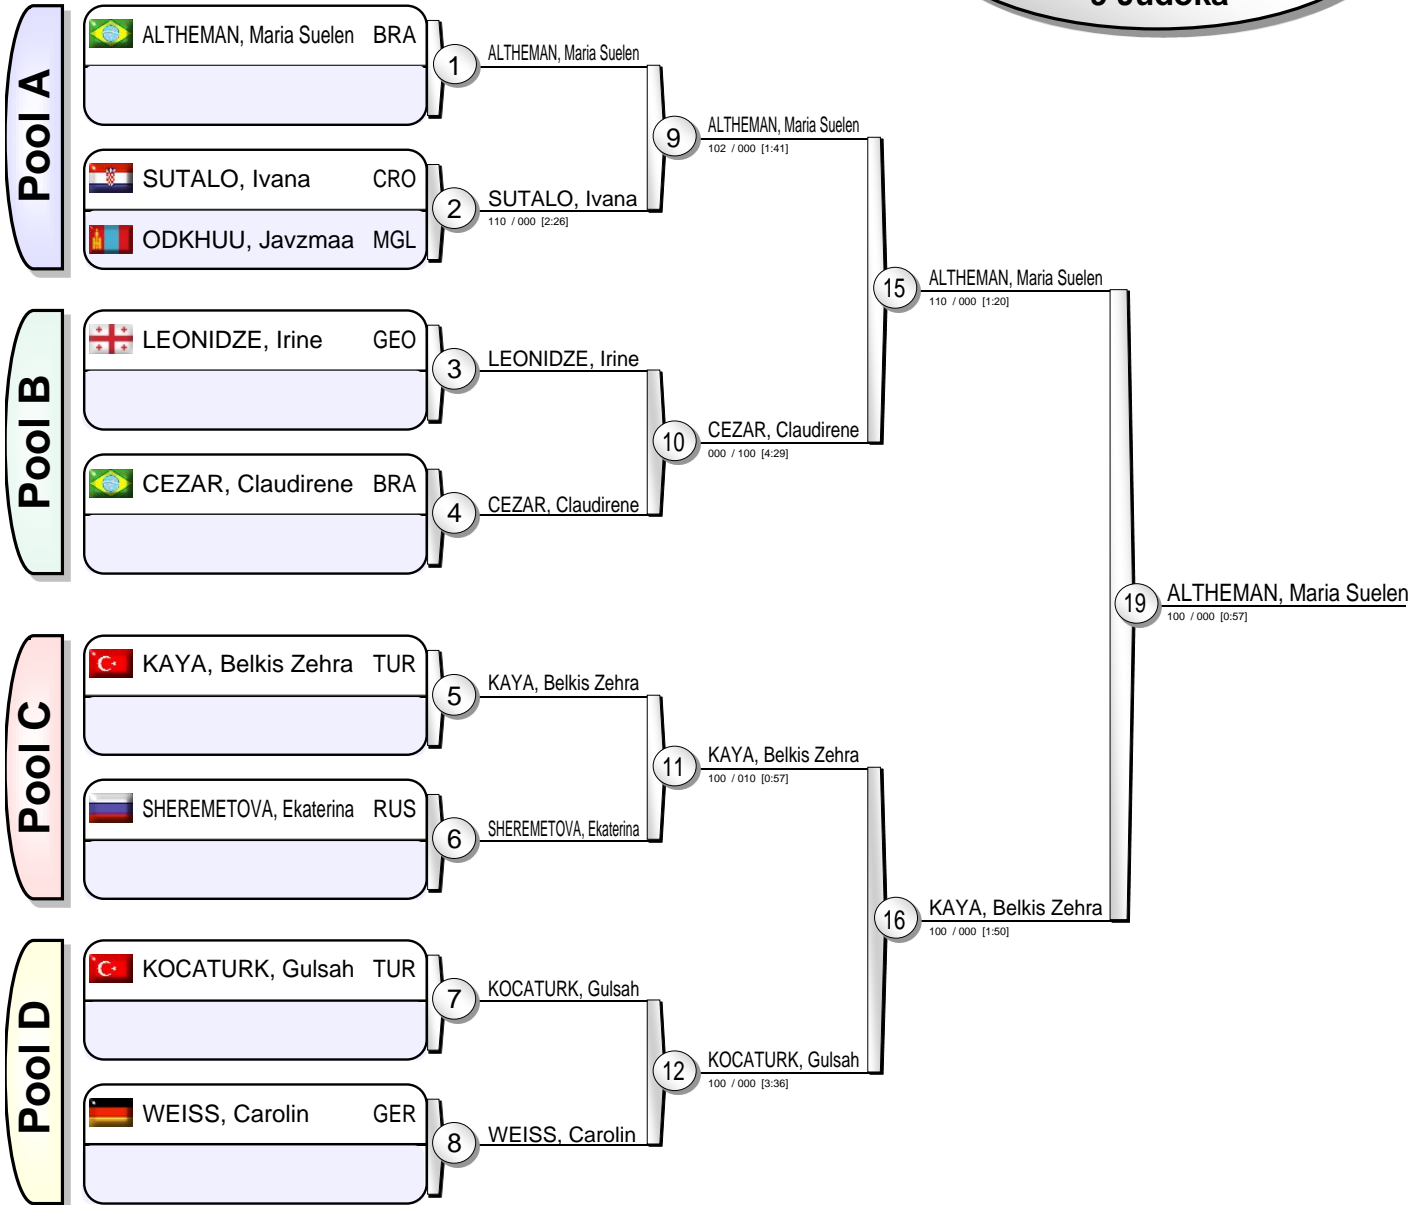 Judoka
Pool A
ALTHEMAN, Maria Suelen BRA
1
ALTHEMAN, Maria Suelen
SUTALO, Ivana CRO
ODKHUU, Javzmaa MGL
2
SUTALO, Ivana
110 / 000 [2:26]
9
ALTHEMAN, Maria Suelen
102 / 000 [1:41]
Pool B
LEONIDZE, Irine GEO
3
LEONIDZE, Irine
CEZAR, Claudirene BRA
4
CEZAR, Claudirene
10
CEZAR, Claudirene
000 / 100 [4:29]
15
ALTHEMAN, Maria Suelen
110 / 000 [1:20]
Pool C
KAYA, Belkis Zehra TUR
5
KAYA, Belkis Zehra
SHEREMETOVA, Ekaterina RUS
6
SHEREMETOVA, Ekaterina
11
KAYA, Belkis Zehra
100 / 010 [0:57]
Pool D
KOCATURK, Gulsah TUR
7
KOCATURK, Gulsah
WEISS, Carolin GER
8
WEISS, Carolin
12
KOCATURK, Gulsah
100 / 000 [3:36]
16
KAYA, Belkis Zehra
100 / 000 [1:50]
19
ALTHEMAN, Maria Suelen
100 / 000 [0:57]